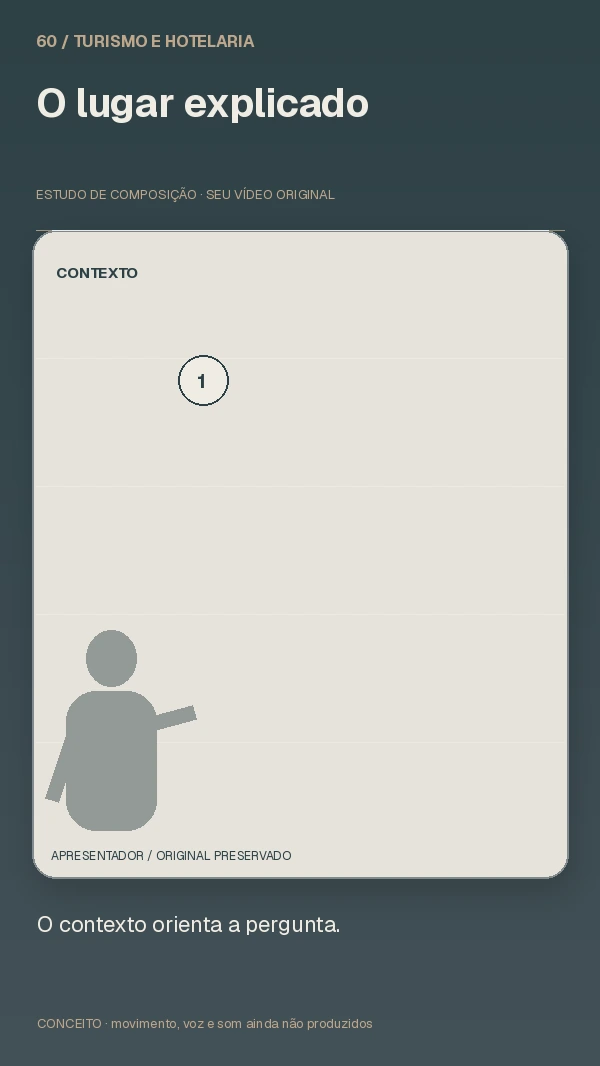 60 / TURISMO E HOTELARIA
O lugar explicado
ESTUDO DE COMPOSIÇÃO · SEU VÍDEO ORIGINAL
CONTEXTO
1
APRESENTADOR / ORIGINAL PRESERVADO
O contexto orienta a pergunta.
CONCEITO · movimento, voz e som ainda não produzidos